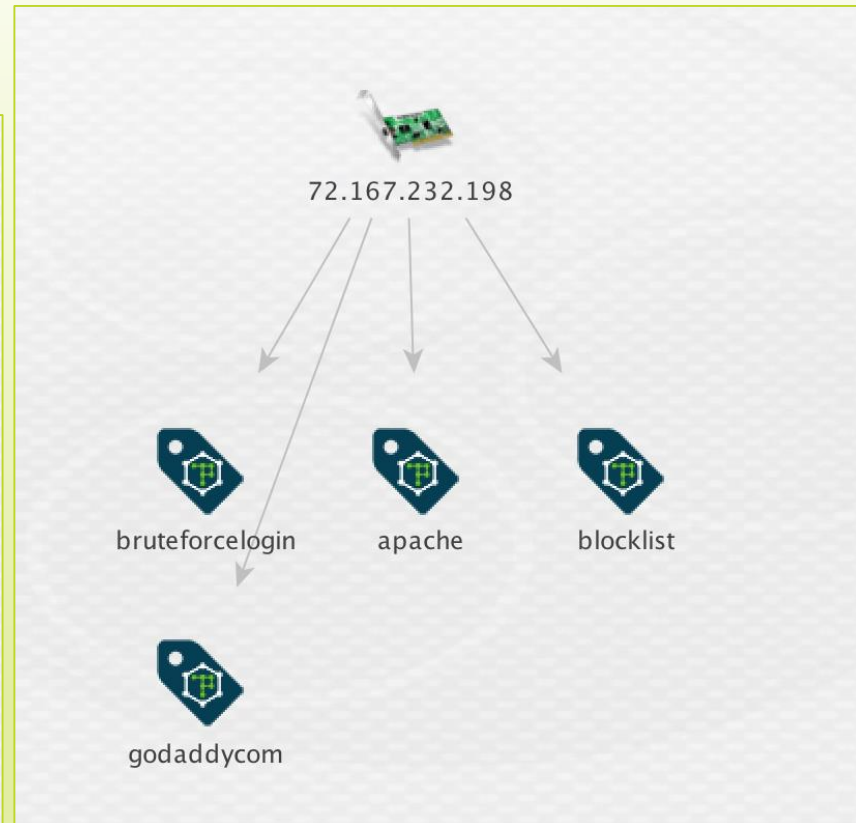 72.167.232.198
bruteforcelogin
apache
blocklist
godaddycom